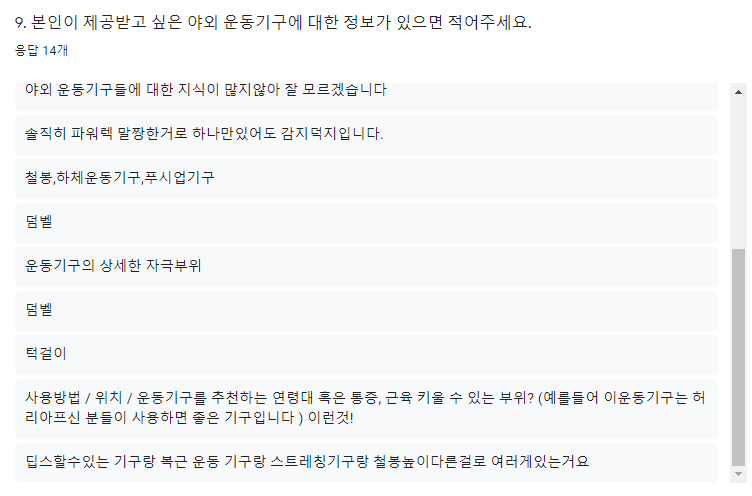 9. 본인이 제공받고 싶은 야외 운동기구에 대한 정보가 있으면 적어주세요.
응답 14개
야외 운동기구들에 대한 지식이 많지않아 잘 모르겠습니다
솔직히 파워렉 말짱한거로 하나만있어도 감지덕지입니다.
철봉,하체운동기구,푸시업기구
덤벨
운동기구의 상세한 자극부위
덤벨
턱걸이
사용방법 / 위치 / 운동기구를 추천하는 연령대 혹은 통증, 근육 키울 수 있는 부위? (예를들어 이운동기구는 허
리아프신 분들이 사용하면 좋은 기구입니다 ) 이런것!
딥스할수있는 기구랑 복근 운동 기구랑 스트레칭기구랑 철봉높이다른걸로 여러게있는거요